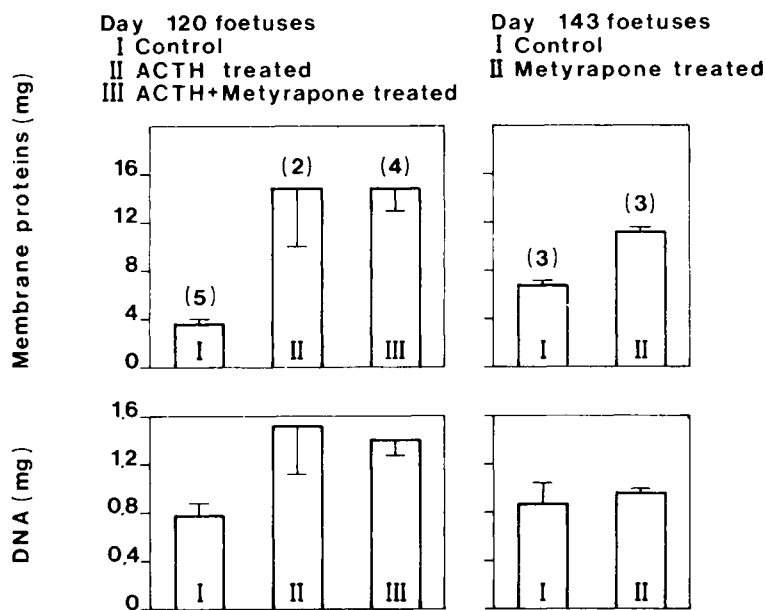 Day 120 foetuses
I Control
II ACTH treated
III ACTH+Metyrapone treated
Day 143 foetuses
I Control
II Metyrapone treated
Membrane proteins (mg)
16
12
8
4
0
(5)
(2)
(4)
I
II
III
(3)
(3)
I
II
DNA (mg)
1.6
1.2
0.8
0.4
0
I
II
III
I
II